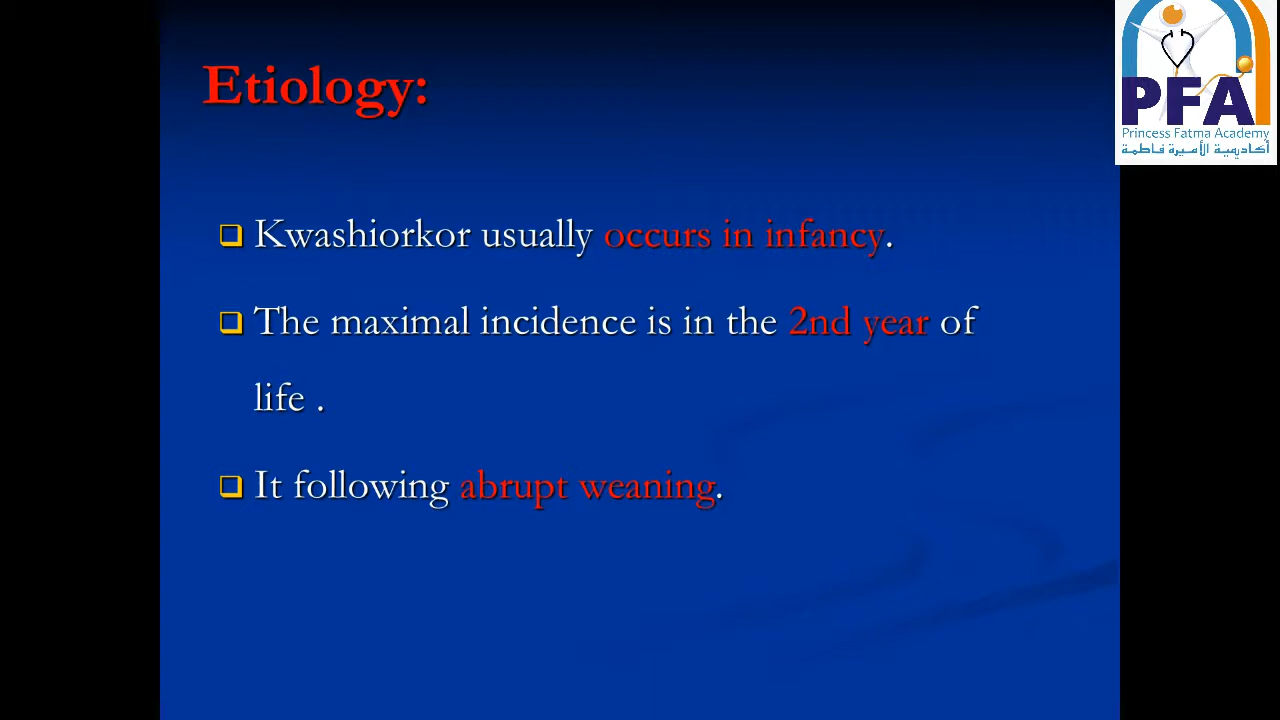 Etiology:
PFA
Princess Fatma Academy
أكاديمية الأميرة فاطمة
Kwashiorkor usually occurs in infancy.
The maximal incidence is in the 2nd year of
life .
It following abrupt weaning.